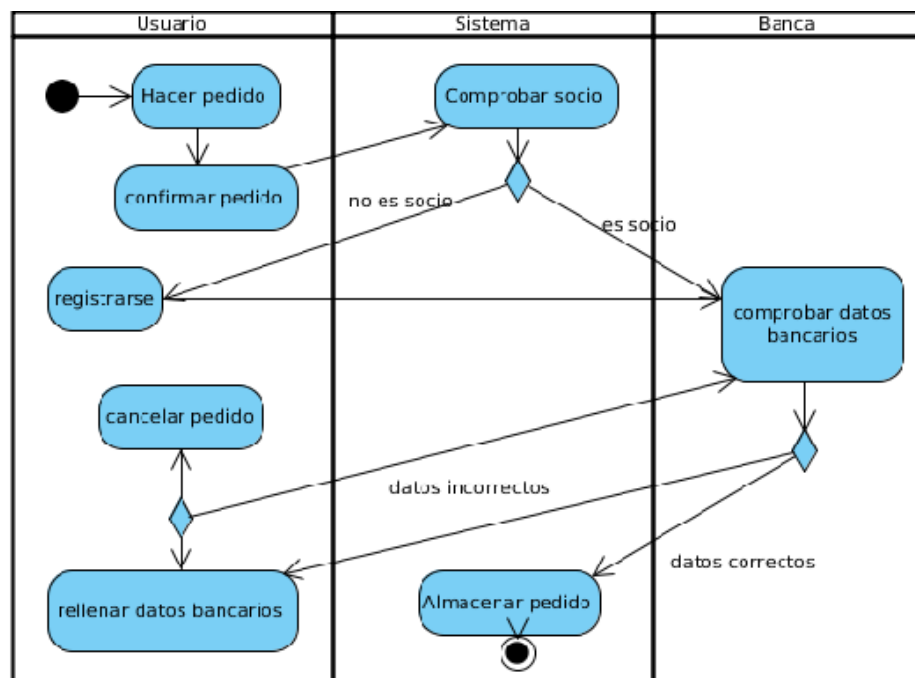 Usuario
Sistema
Banca
Hacer pedido
Comprobar socio
confirmar pedido
no es socio
es socio
registrarse
comprobar datos
bancarios
cancelar pedido
datos incorrectos
datos correctos
rellenar datos bancarios
Almacenar pedido